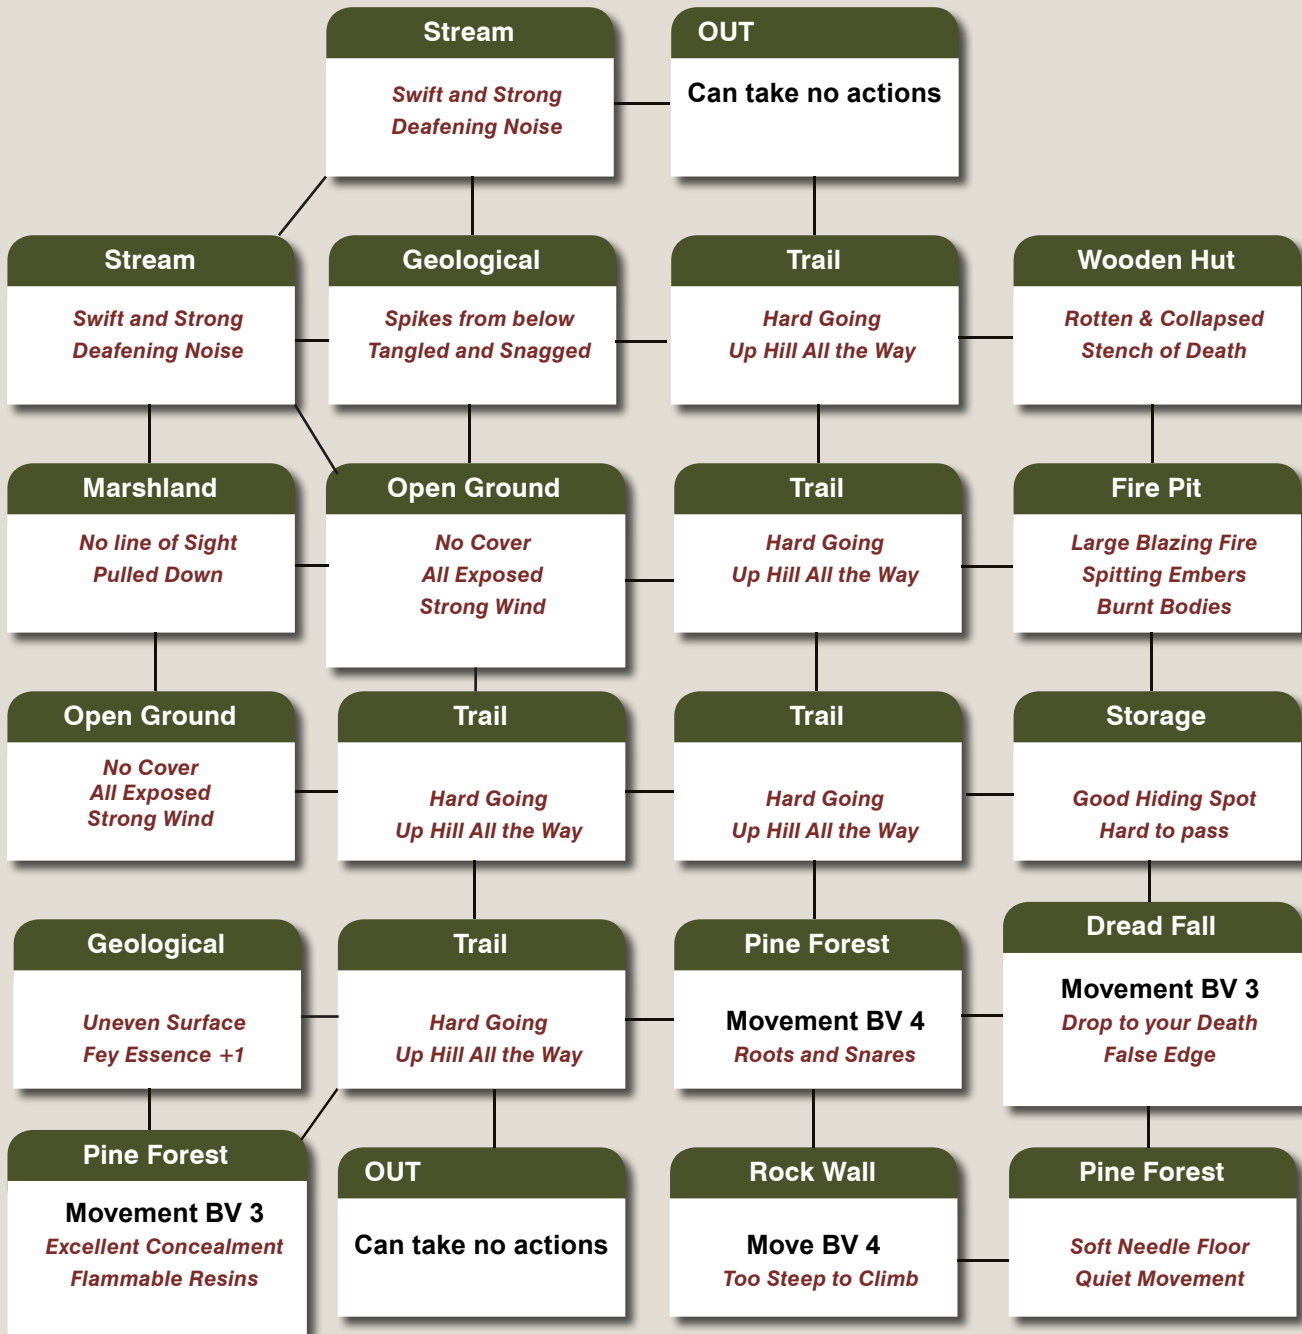 Stream
Swift and Strong
Deafening Noise
OUT
Can take no actions
Stream
Swift and Strong
Deafening Noise
Geological
Spikes from below
Tangled and Snagged
Trail
Hard Going
Up Hill All the Way
Wooden Hut
Rotten & Collapsed
Stench of Death
Marshland
No line of Sight
Pulled Down
Open Ground
No Cover
All Exposed
Strong Wind
Trail
Hard Going
Up Hill All the Way
Fire Pit
Large Blazing Fire
Spitting Embers
Burnt Bodies
Open Ground
No Cover
All Exposed
Strong Wind
Trail
Hard Going
Up Hill All the Way
Trail
Hard Going
Up Hill All the Way
Storage
Good Hiding Spot
Hard to pass
Geological
Uneven Surface
Fey Essence +1
Trail
Hard Going
Up Hill All the Way
Pine Forest
Movement BV 4
Roots and Snares
Dread Fall
Movement BV 3
Drop to your Death
False Edge
Pine Forest
Movement BV 3
Excellent Concealment
Flammable Resins
OUT
Can take no actions
Rock Wall
Move BV 4
Too Steep to Climb
Pine Forest
Soft Needle Floor
Quiet Movement